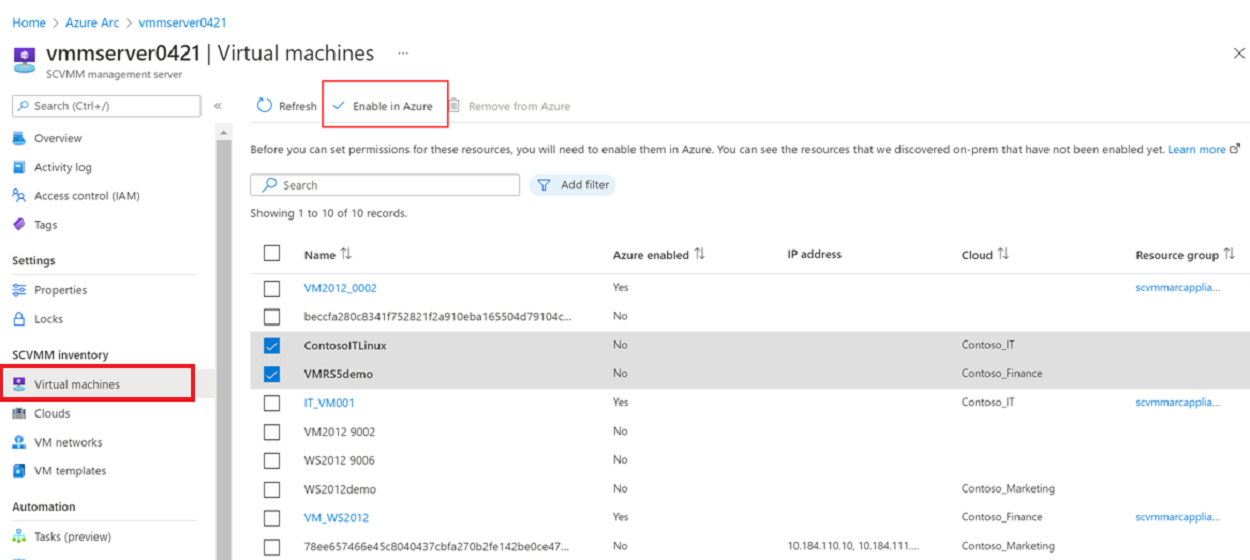 Home > Azure Arc > vmmserver0421
vmmserver0421 | Virtual machines ...
SCVMM management server
Search (Ctrl+/)
Refresh Enable in Azure Remove from Azure
Overview
Activity log
Access control (IAM)
Tags
Settings
Properties
Locks
SCVMM inventory
Virtual machines
Clouds
VM networks
VM templates
Automation
Tasks (preview)
Before you can set permissions for these resources, you will need to enable them in Azure. You can see the resources that we discovered on-prem that have not been enabled yet. Learn more
Search Add filter
Showing 1 to 10 of 10 records.
Name Azure enabled IP address Cloud Resource group
VM2012_0002 Yes scvmmarcapplia...
beccfa280c8341f752821f2a910eba165504d79104c... No
ContosoITLinux No Contoso_IT
VMRS5demo No Contoso_Finance
IT_VM001 Yes Contoso_IT scvmmarcapplia...
VM2012 9002 No
WS2012 9006 No
WS2012demo No Contoso_Marketing
VM_WS2012 Yes Contoso_Finance scvmmarcapplia...
78ee657466e45c8040437cbfa270b2fe142be0ce47... No 10.184.110.10, 10.184.111.... Contoso_Marketing